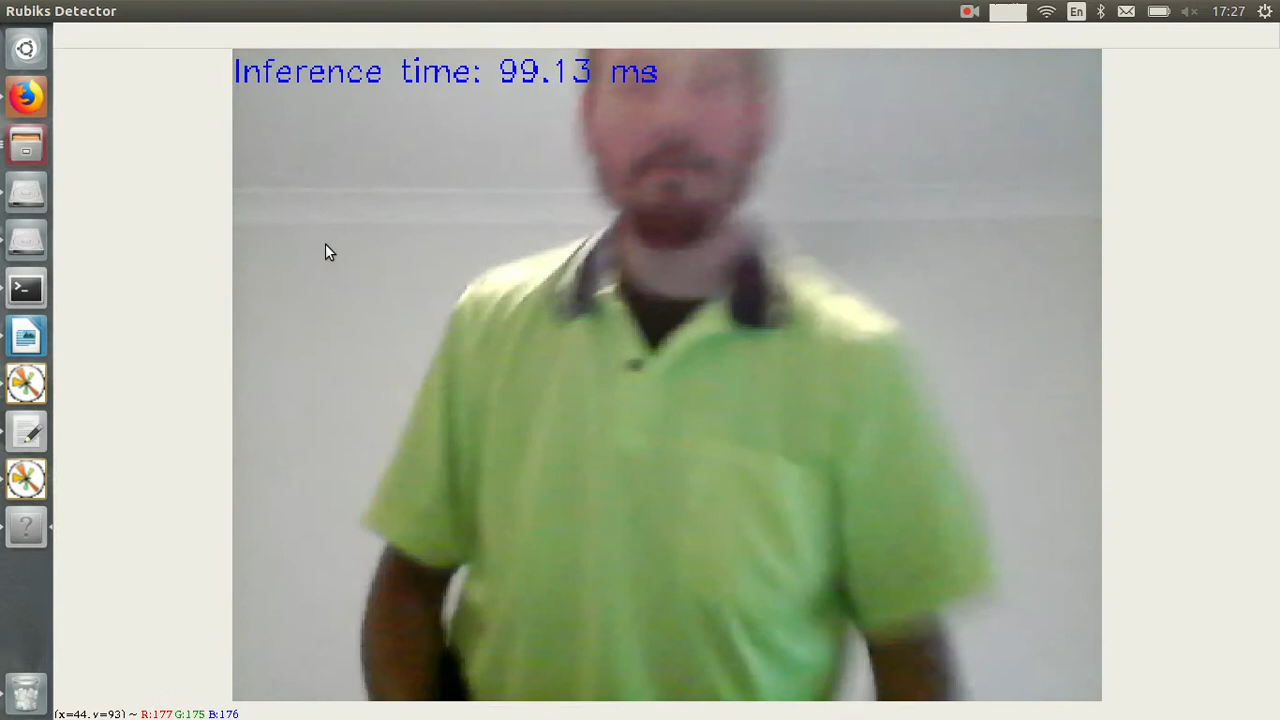 Rubiks Detector
En
17:27
Inference time: 99.13 ms
(x=44, y=93) ~ R:177 G:175 B:176